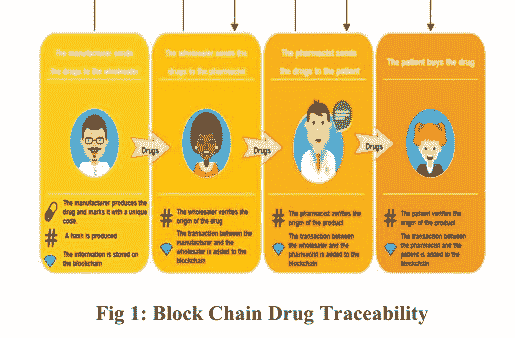 The manufacturer sends
the drugs to the wholesaler
The wholesaler sends the
drugs to the pharmacist
The pharmacist sends
the drugs to the patient
The patient buys the drug
Drugs
Drugs
Drugs
The manufacturer produces the
drug and marks it with a unique
code.
A hash is produced
The information is stored on
the blockchain
The wholesaler verifies the
origin of the drug
The transaction between the
manufacturer and the
wholesaler is added to the
blockchain
The pharmacist verifies the
origin of the product
The transaction between
the wholesaler and the
pharmacist is added to the
blockchain
The patient verifies the
origin of the product
The transaction between
the pharmacist and the
patient is added to the
blockchain
Fig 1: Block Chain Drug Traceability